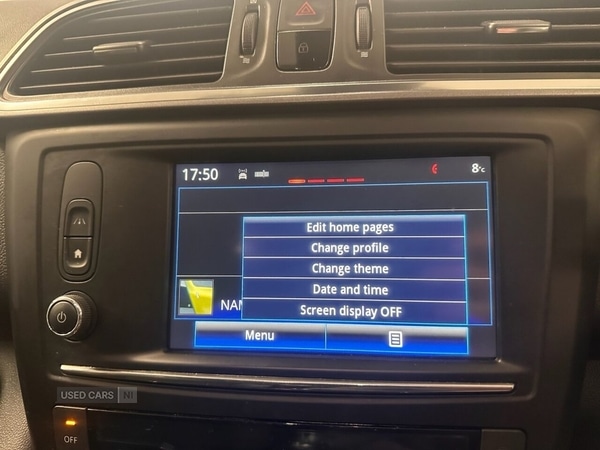 17:50
8°c
Edit home pages
Change profile
Change theme
Date and time
Screen display OFF
NAM
Menu
USED CARS NI
OFF